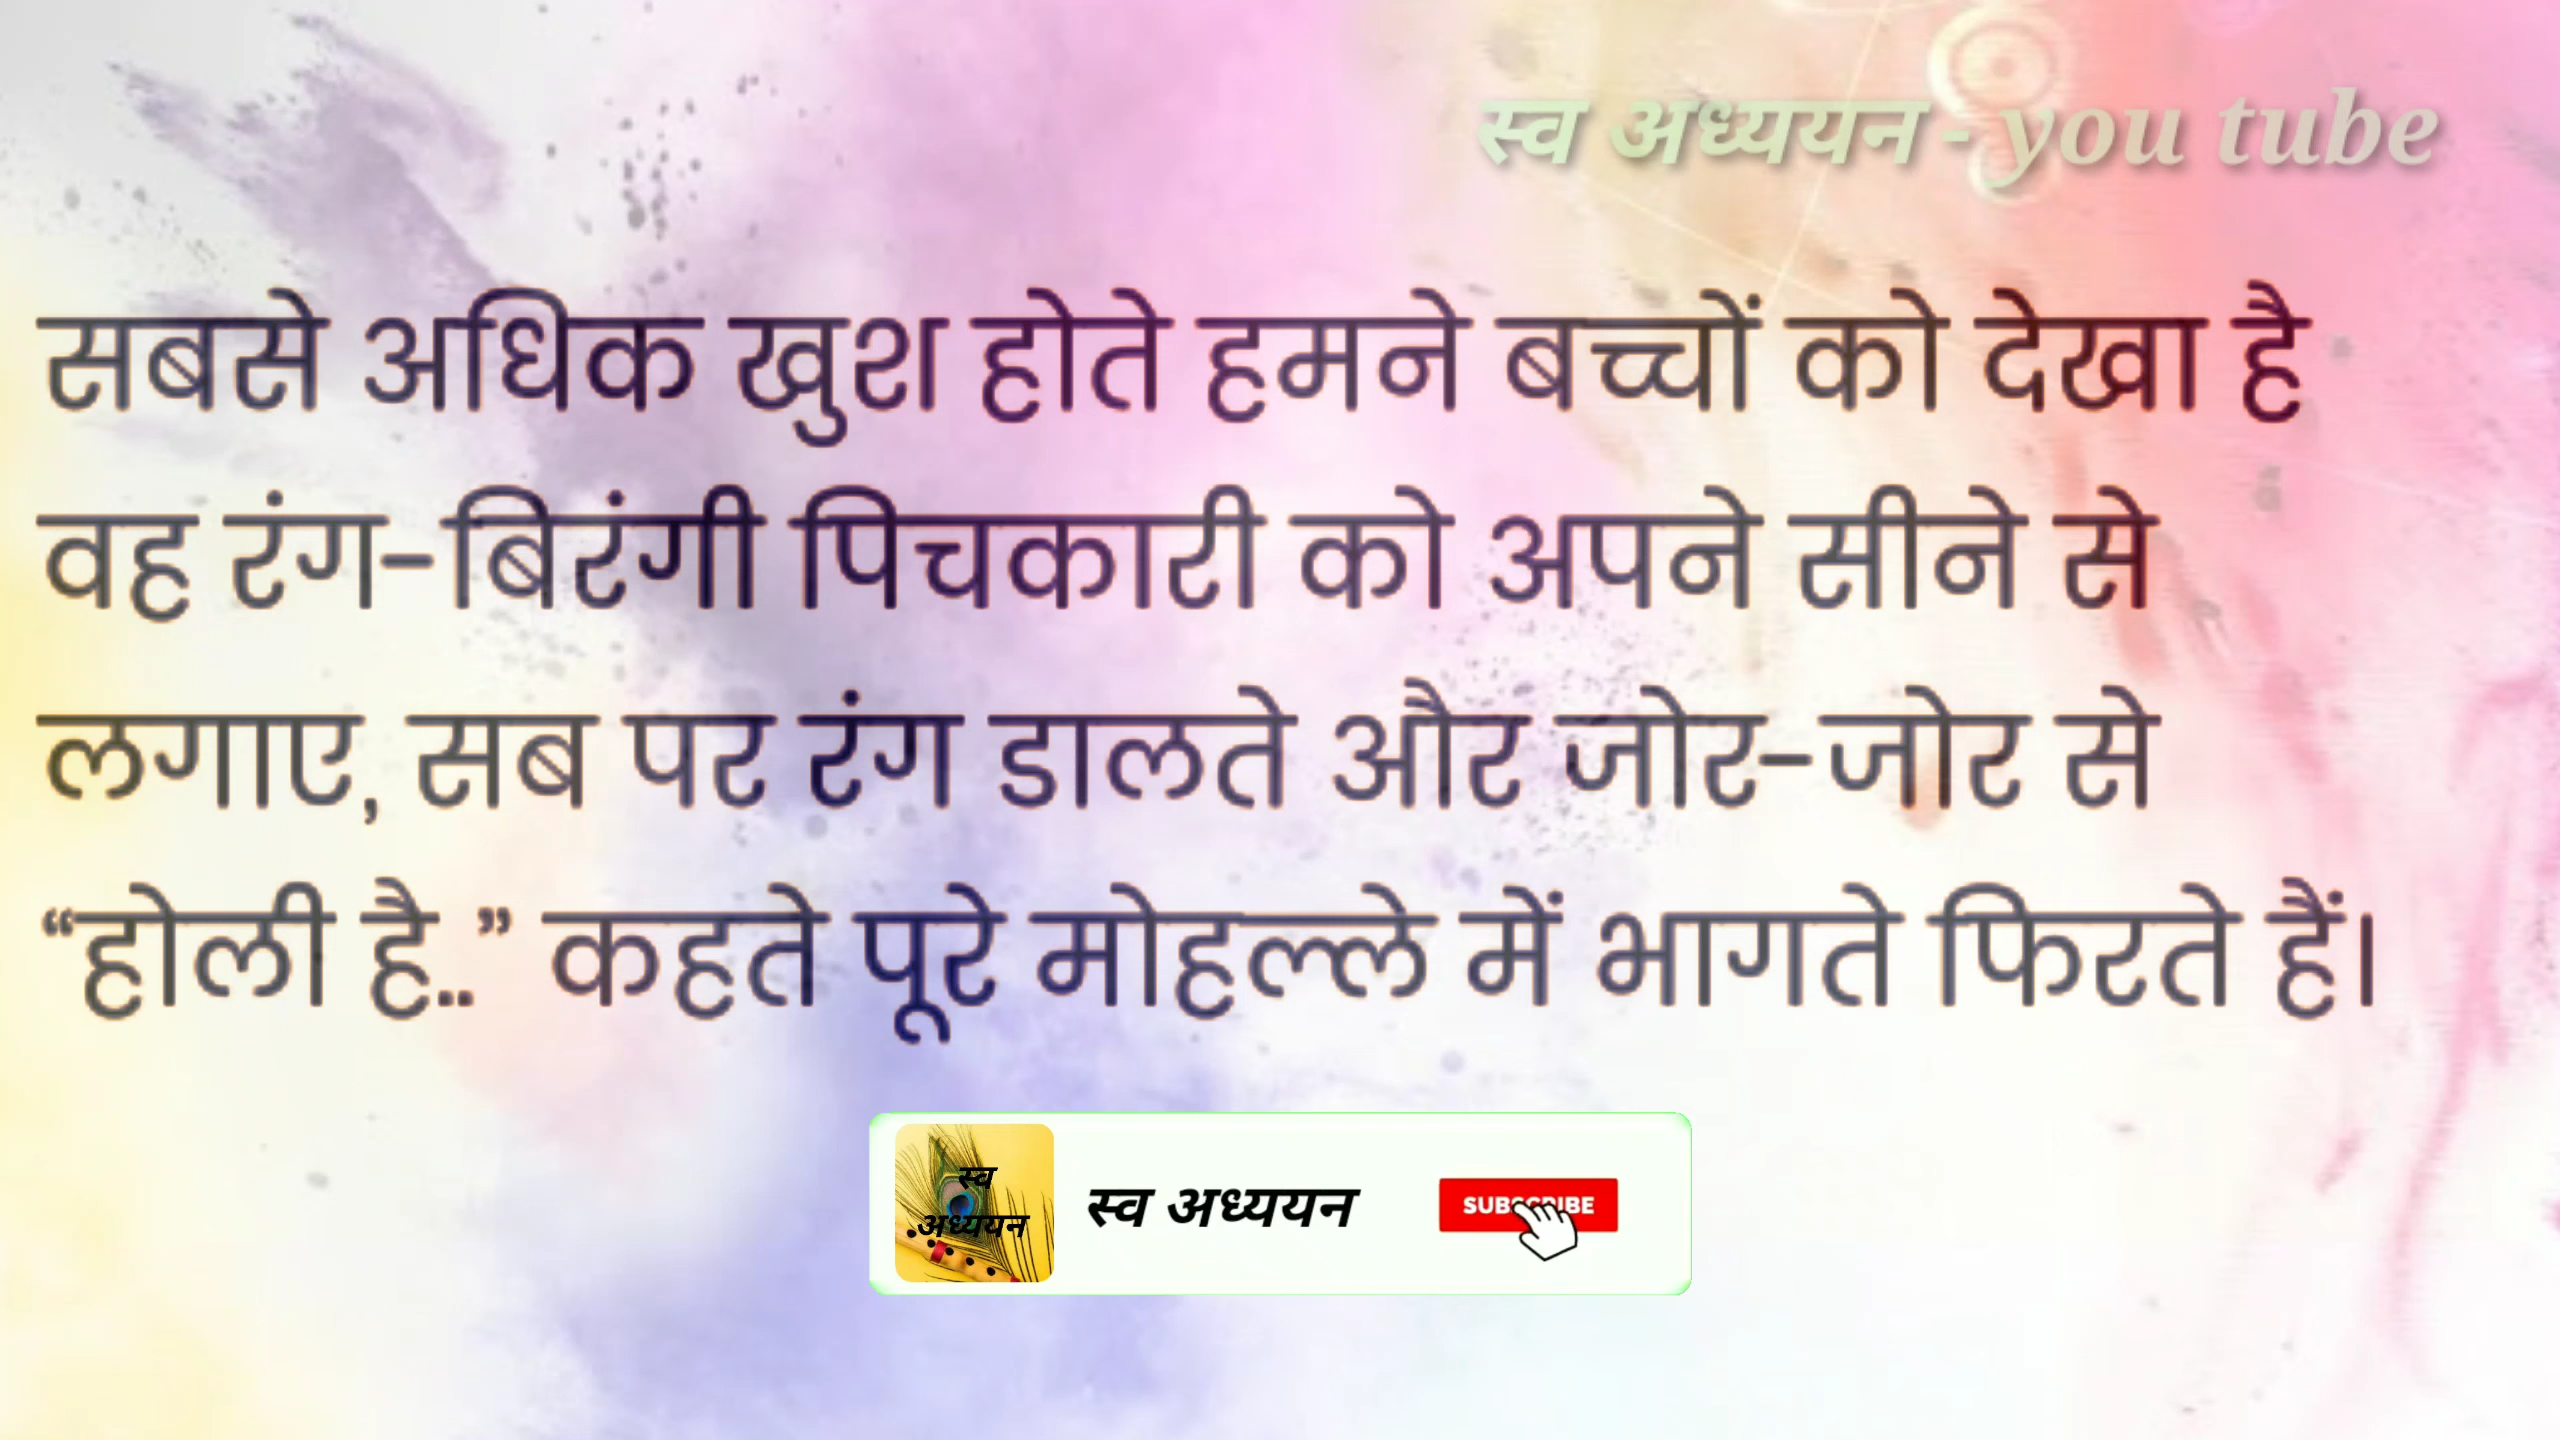 स्व अध्ययन - you tube
सबसे अधिक खुश होते हमने बच्चों को देखा है
वह रंग-बिरंगी पिचकारी को अपने सीने से
लगाए, सब पर रंग डालते और जोर-जोर से
“होली है..” कहते पूरे मोहल्ले में भागते फिरते हैं।
स्व
अध्ययन
स्व अध्ययन
SUBSCRIBE